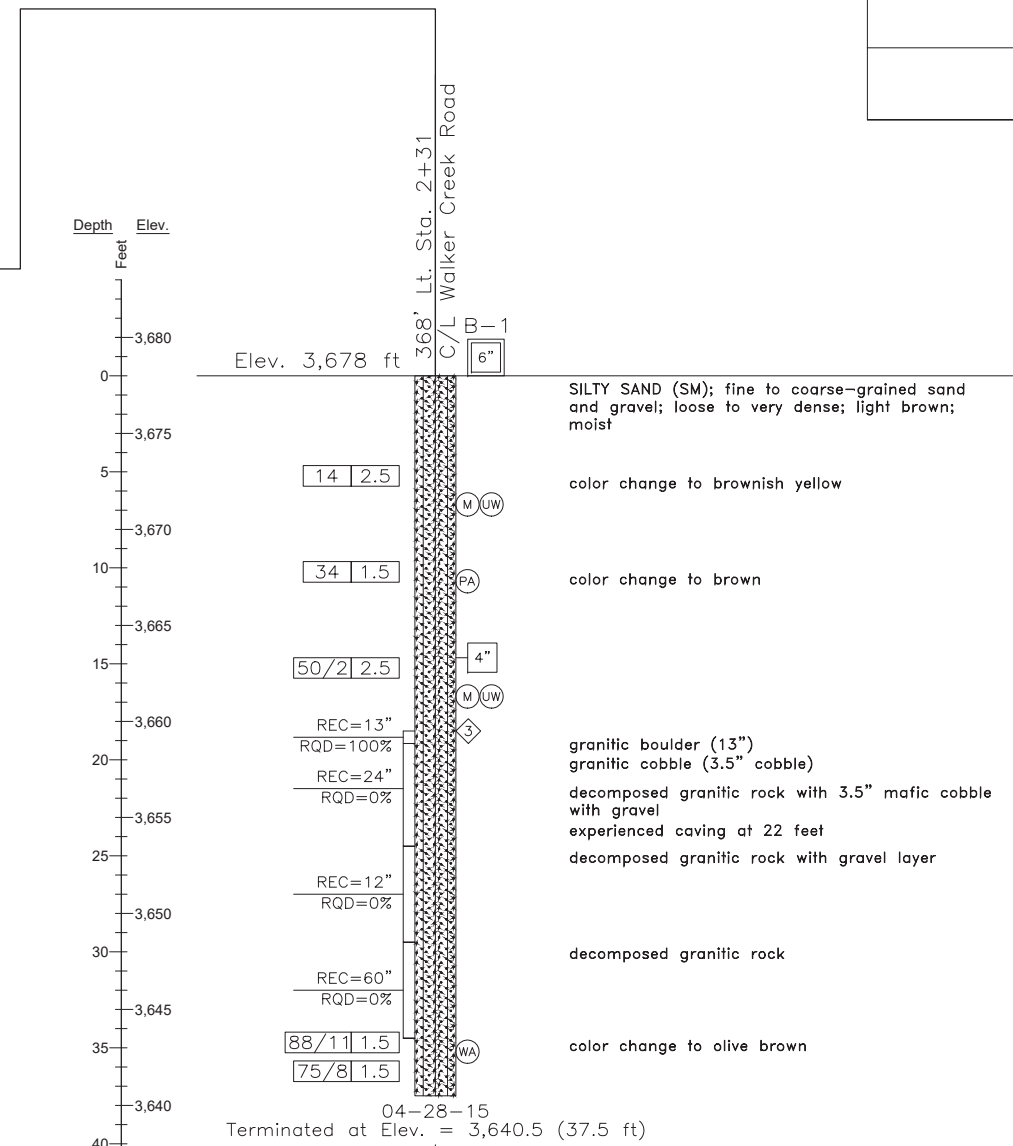 368' Lt. Sta. 2+31
C/L Walker Creek Road
Depth Elev.
Feet
B-1
6"
Elev. 3,678 ft
3,680
0
SILTY SAND (SM); fine to coarse-grained sand
and gravel; loose to very dense; light brown;
moist
3,675
5
14 2.5
color change to brownish yellow
M UW
3,670
10
34 1.5
PA
color change to brown
3,665
15
50/2 2.5
4"
M UW
3,660
REC=13"
RQD=100%
3
granitic boulder (13")
20
granitic cobble (3.5" cobble)
REC=24"
RQD=0%
decomposed granitic rock with 3.5" mafic cobble
with gravel
3,655
experienced caving at 22 feet
25
decomposed granitic rock with gravel layer
REC=12"
RQD=0%
3,650
30
decomposed granitic rock
REC=60"
RQD=0%
3,645
35
88/11 1.5
WA
color change to olive brown
75/8 1.5
3,640
04-28-15
Terminated at Elev. = 3,640.5 (37.5 ft)
40